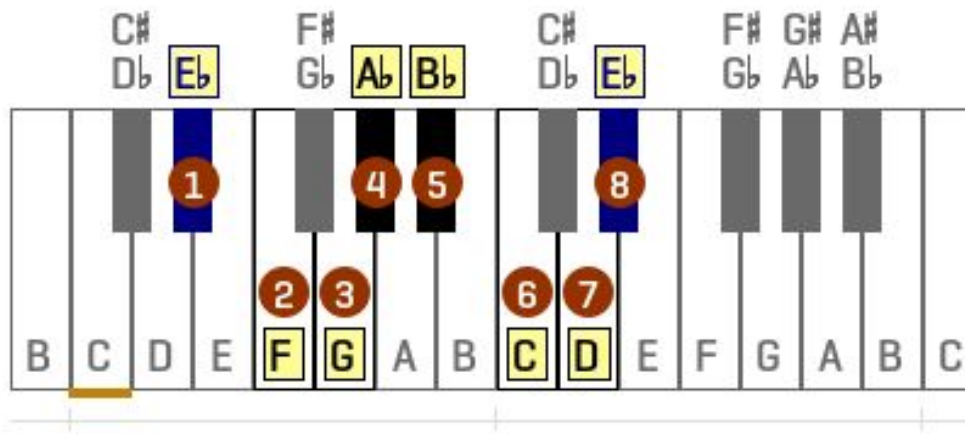 C♯ F♯ C♯ F♯ G♯ A♯
D♭ E♭ G♭ A♭ B♭ D♭ E♭ G♭ A♭ B♭
1 4 5 8
2 3 6 7
B C D E F G A B C D E F G A B C